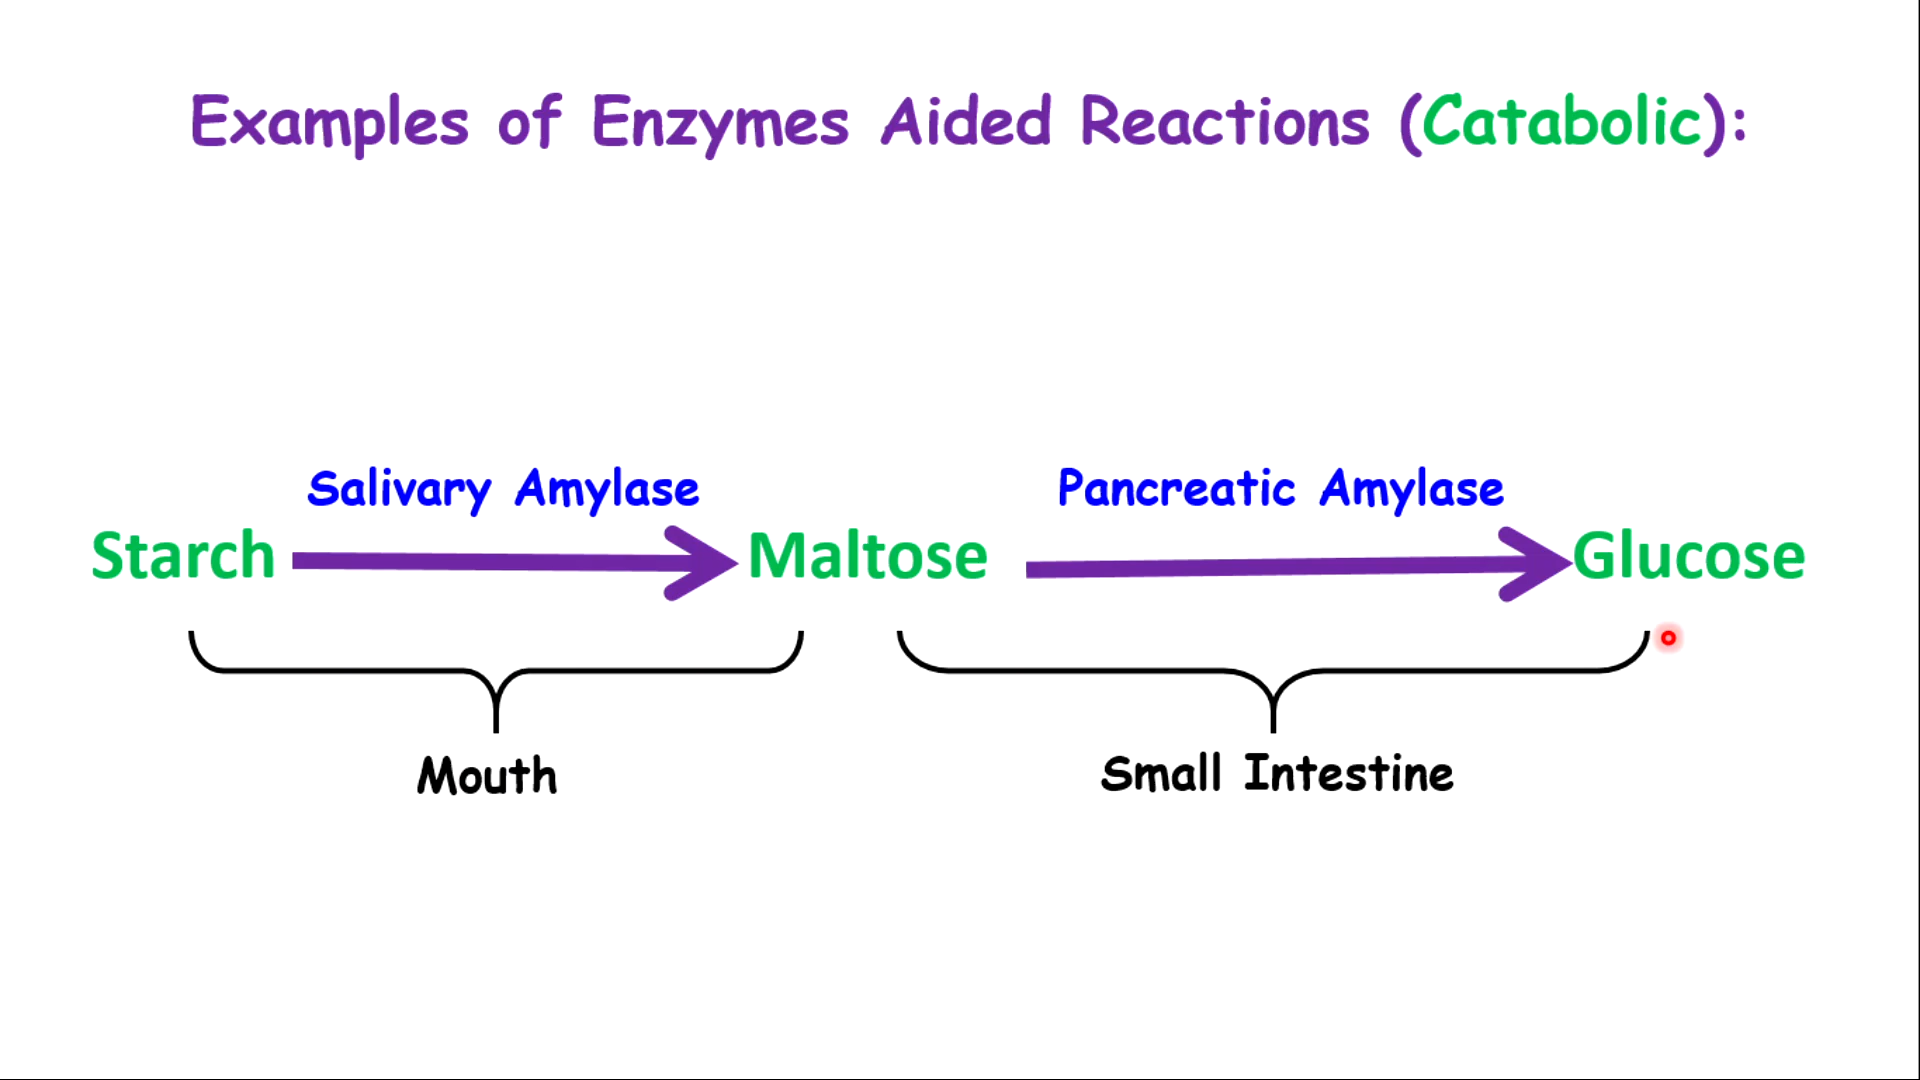 Examples of Enzymes Aided Reactions (Catabolic):
Salivary Amylase
Pancreatic Amylase
Starch
Maltose
Glucose
Mouth
Small Intestine